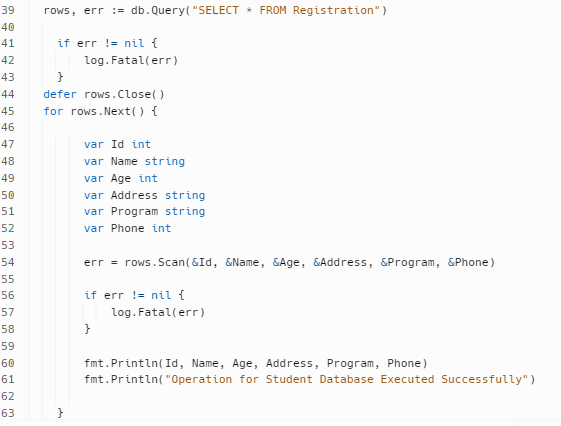 39 rows, err := db.Query("SELECT * FROM Registration")
40
41 if err != nil {
42 log.Fatal(err)
43 }
44 defer rows.Close()
45 for rows.Next() {
46
47 var Id int
48 var Name string
49 var Age int
50 var Address string
51 var Program string
52 var Phone int
53
54 err = rows.Scan(&Id, &Name, &Age, &Address, &Program, &Phone)
55
56 if err != nil {
57 log.Fatal(err)
58 }
59
60 fmt.Println(Id, Name, Age, Address, Program, Phone)
61 fmt.Println("Operation for Student Database Executed Successfully")
62
63 }